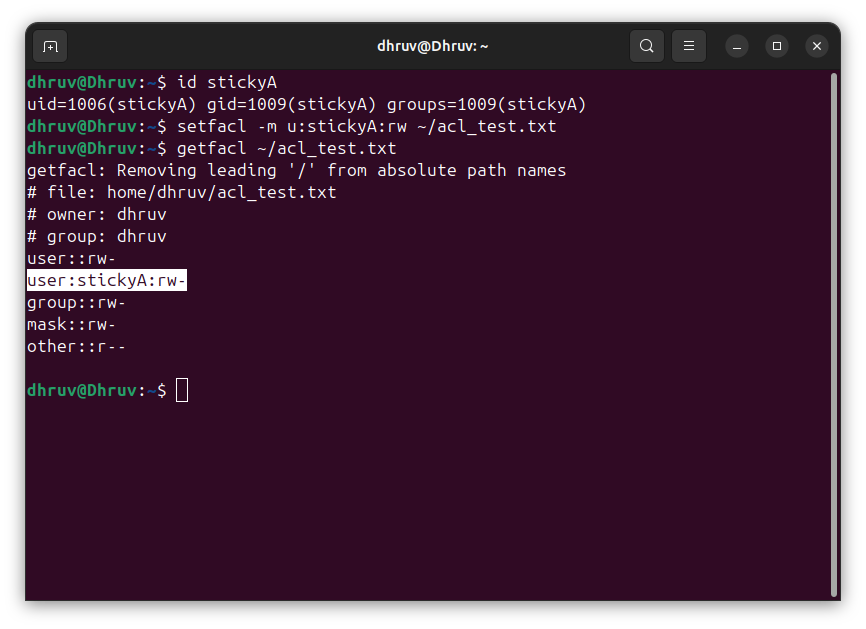 dhruv@Dhruv: ~
dhruv@Dhruv:~$ id stickyA
uid=1006(stickyA) gid=1009(stickyA) groups=1009(stickyA)
dhruv@Dhruv:~$ setfacl -m u:stickyA:rw ~/acl_test.txt
dhruv@Dhruv:~$ getfacl ~/acl_test.txt
getfacl: Removing leading '/' from absolute path names
# file: home/dhruv/acl_test.txt
# owner: dhruv
# group: dhruv
user::rw-
user:stickyA:rw-
group::rw-
mask::rw-
other::r--
dhruv@Dhruv:~$